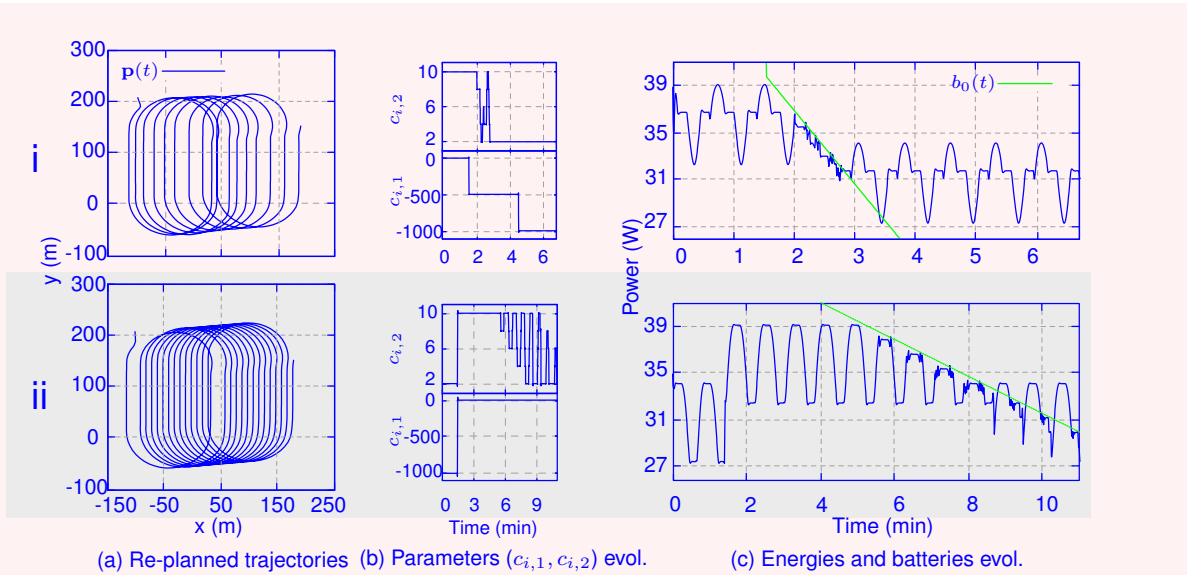 i
y (m)
300
200
100
0
-100
p(t)
c_{i,2}
10
6
2
c_{i,1}
0
-500
-1000
0 2 4 6
Power (W)
39
35
31
27
b_0(t)
0 1 2 3 4 5 6
ii
300
200
100
0
-100
-150 -50 50 150 250
x (m)
c_{i,2}
10
6
2
c_{i,1}
0
-500
-1000
0 3 6 9
Time (min)
39
35
31
27
0 2 4 6 8 10
Time (min)
(a) Re-planned trajectories
(b) Parameters (c_{i,1}, c_{i,2}) evol.
(c) Energies and batteries evol.